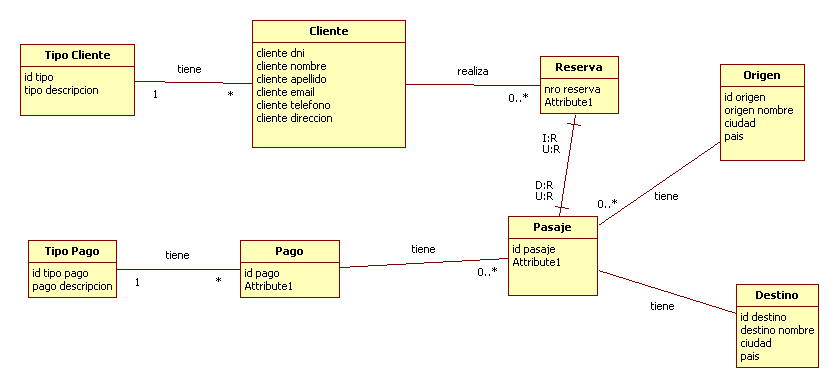 Tipo Cliente
id tipo
tipo descripcion
tiene
1
*
Cliente
cliente dni
cliente nombre
cliente apellido
cliente email
cliente telefono
cliente direccion
realiza
0..*
Reserva
nro reserva
Attribute1
I:R
U:R
D:R
U:R
Origen
id origen
origen nombre
ciudad
pais
0..*
tiene
Tipo Pago
id tipo pago
pago descripcion
tiene
1
*
Pago
id pago
Attribute1
tiene
0..*
Pasaje
id pasaje
Attribute1
tiene
Destino
id destino
destino nombre
ciudad
pais